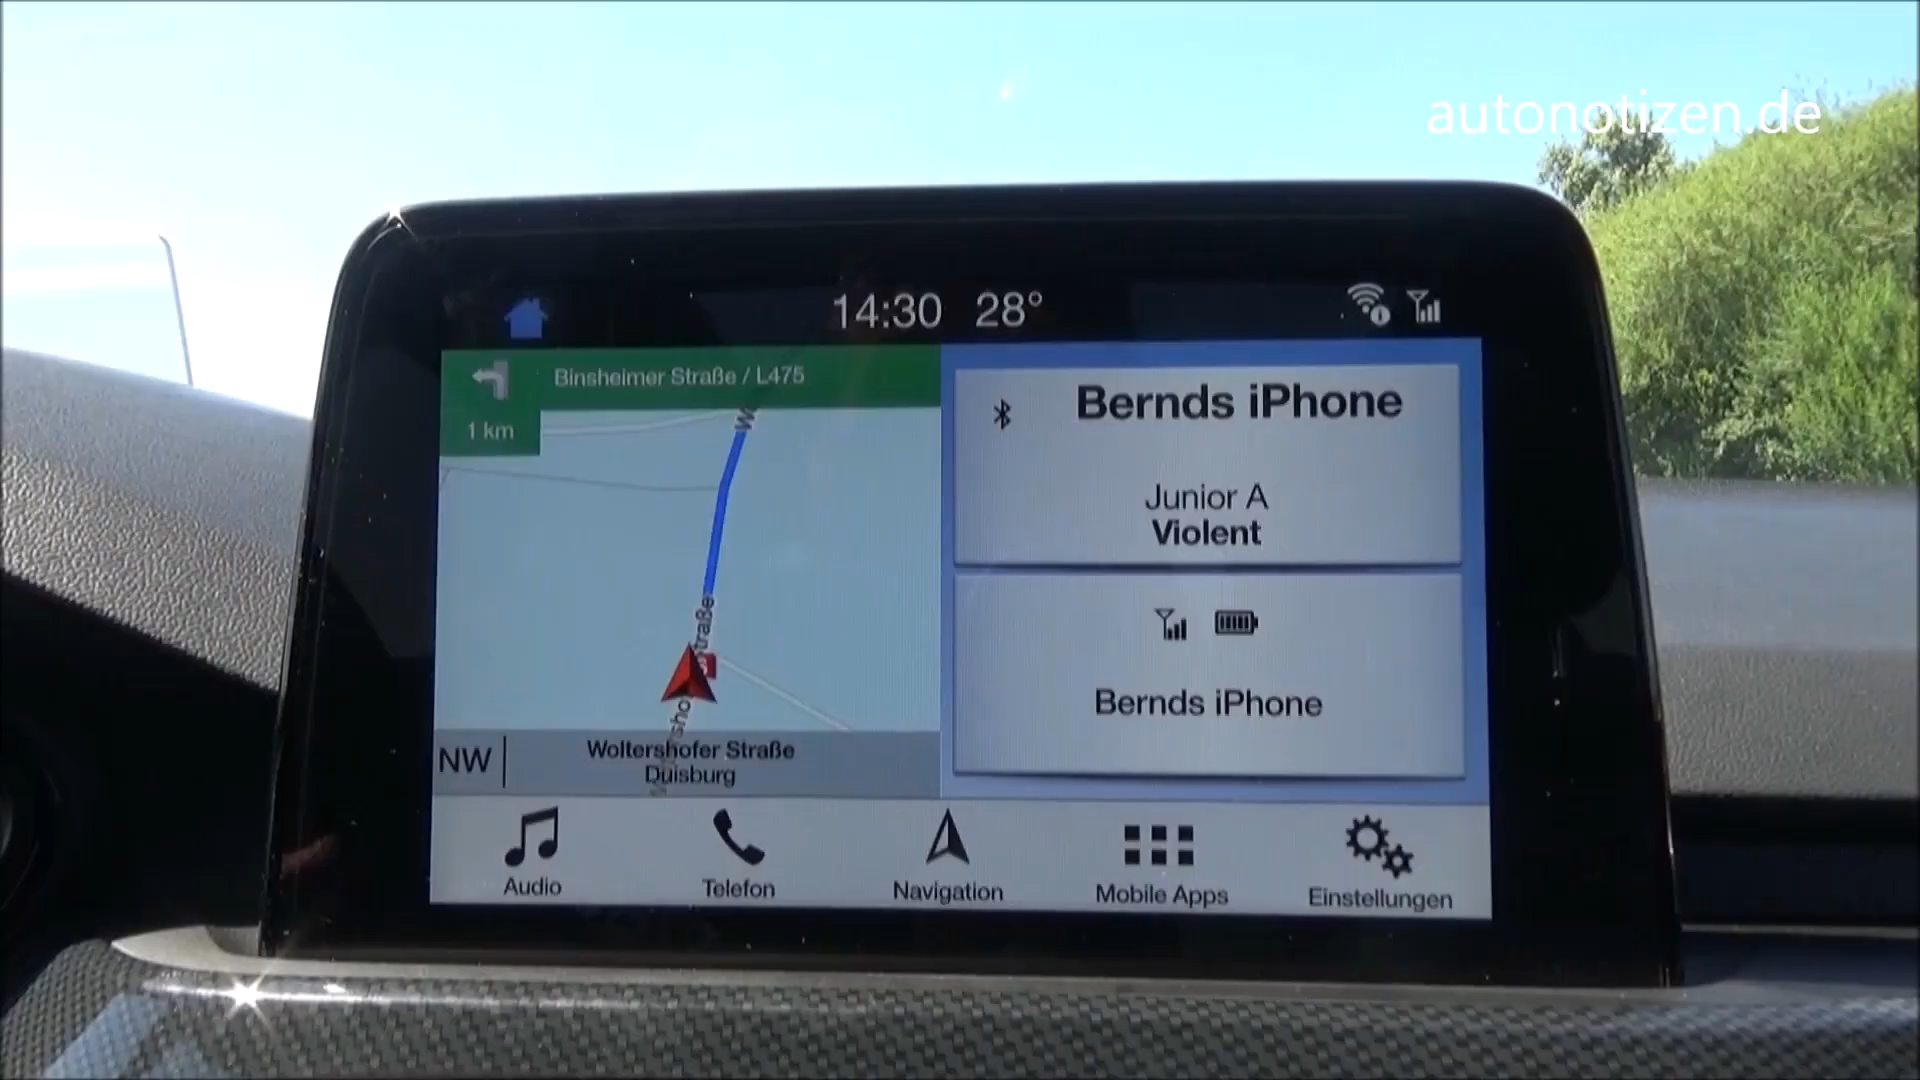 autonotizen.de
14:30 28°
Binsheimer Straße / L475
1 km
Bernds iPhone
Junior A
Violent
Bernds iPhone
NW
Woltershofer Straße
Duisburg
Audio
Telefon
Navigation
Mobile Apps
Einstellungen